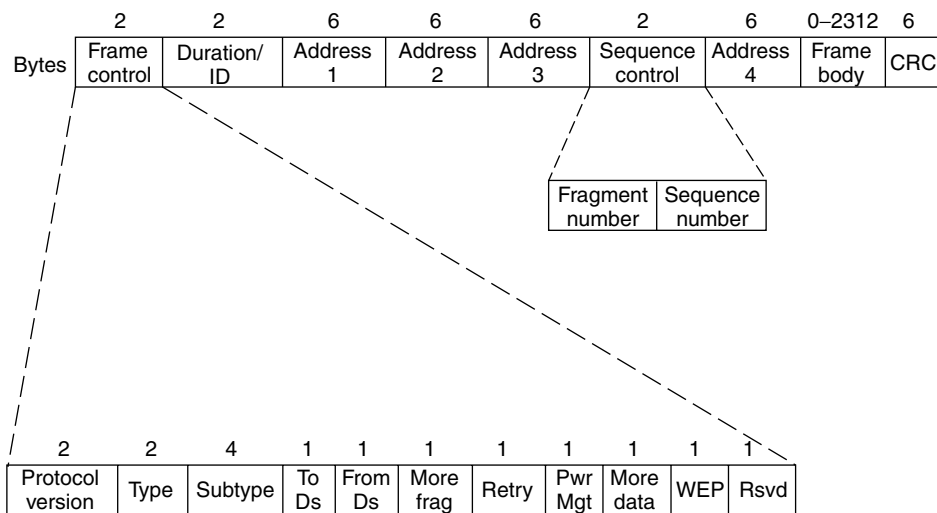 2 2 6 6 6 2 6 0–2312 6
Bytes Frame control Duration/ ID Address 1 Address 2 Address 3 Sequence control Address 4 Frame body CRC
Fragment number Sequence number
2 2 4 1 1 1 1 1 1 1 1
Protocol version Type Subtype To Ds From Ds More frag Retry Pwr Mgt More data WEP Rsvd